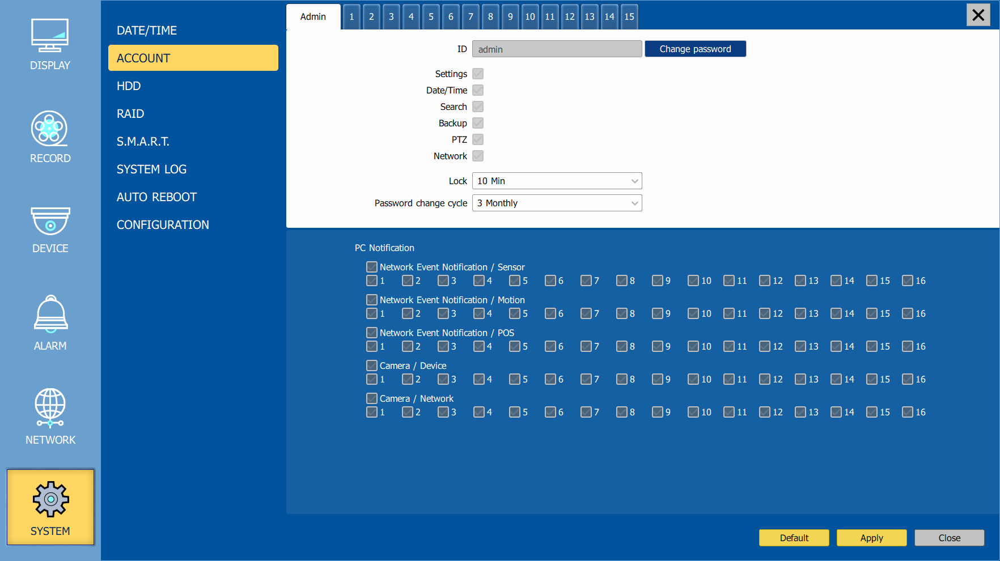 DISPLAY
RECORD
DEVICE
ALARM
NETWORK
SYSTEM
DATE/TIME
ACCOUNT
HDD
RAID
S.M.A.R.T.
SYSTEM LOG
AUTO REBOOT
CONFIGURATION
Admin 1 2 3 4 5 6 7 8 9 10 11 12 13 14 15
ID admin Change password
Settings
Date/Time
Search
Backup
PTZ
Network
Lock 10 Min
Password change cycle 3 Monthly
PC Notification
Network Event Notification / Sensor
1 2 3 4 5 6 7 8 9 10 11 12 13 14 15 16
Network Event Notification / Motion
1 2 3 4 5 6 7 8 9 10 11 12 13 14 15 16
Network Event Notification / POS
1 2 3 4 5 6 7 8 9 10 11 12 13 14 15 16
Camera / Device
1 2 3 4 5 6 7 8 9 10 11 12 13 14 15 16
Camera / Network
1 2 3 4 5 6 7 8 9 10 11 12 13 14 15 16
Default Apply Close